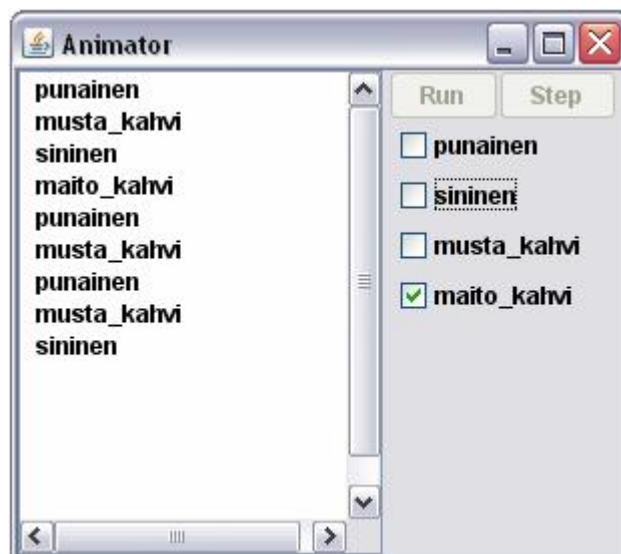 Animator
punainen
musta_kahvi
sininen
maito_kahvi
punainen
musta_kahvi
punainen
musta_kahvi
sininen
Run Step
punainen
sininen
musta_kahvi
maito_kahvi